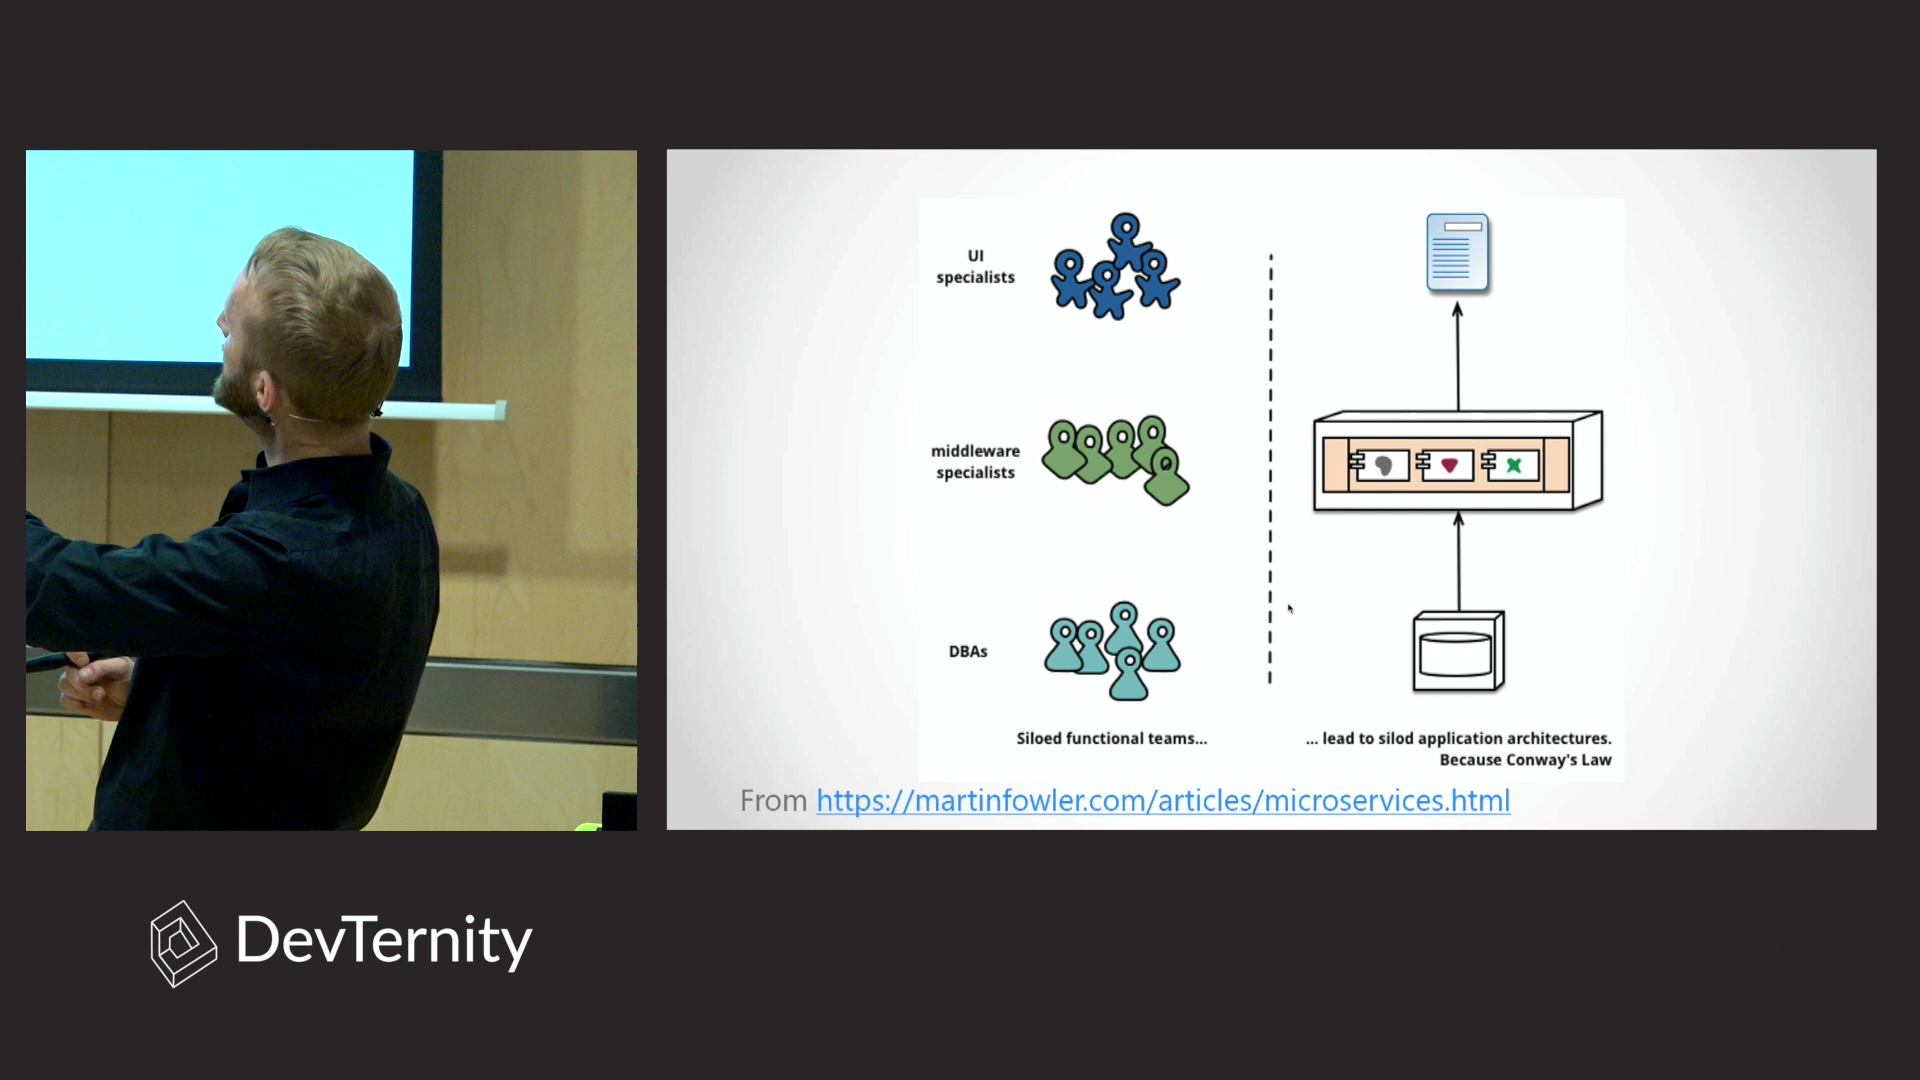 UI
specialists
middleware
specialists
DBAs
Siloed functional teams...
... lead to silod application architectures.
Because Conway's Law
From https://martinfowler.com/articles/microservices.html
DevTernity